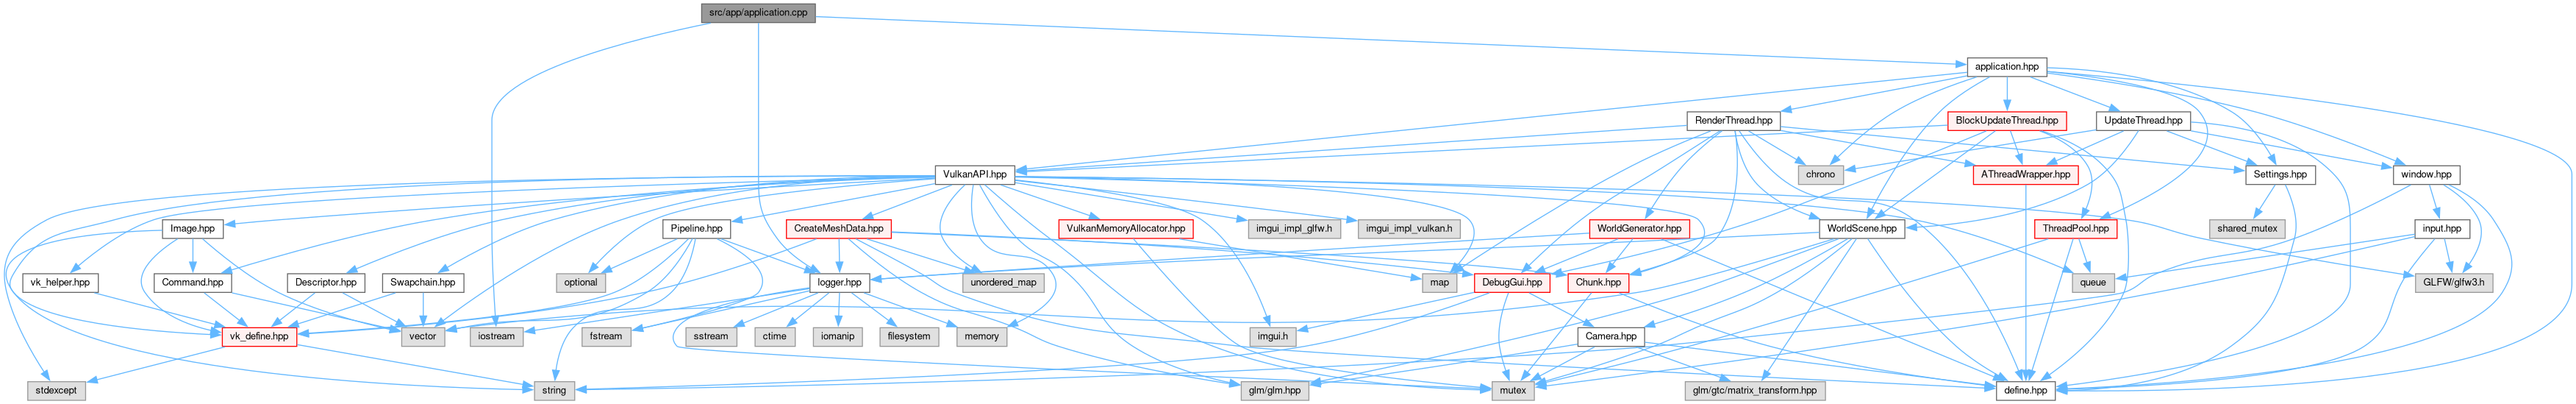 src/app/application.cpp
application.hpp
RenderThread.hpp
BlockUpdateThread.hpp
UpdateThread.hpp
VulkanAPI.hpp
chrono
AThreadWrapper.hpp
Settings.hpp
window.hpp
Image.hpp
Pipeline.hpp
CreateMeshData.hpp
VulkanMemoryAllocator.hpp
imgui_impl_glfw.h
imgui_impl_vulkan.h
WorldGenerator.hpp
WorldScene.hpp
ThreadPool.hpp
shared_mutex
input.hpp
vk_helper.hpp
Command.hpp
Descriptor.hpp
Swapchain.hpp
optional
logger.hpp
unordered_map
map
DebugGui.hpp
Chunk.hpp
queue
GLFW/glfw3.h
vk_define.hpp
vector
iostream
fstream
sstream
ctime
iomanip
filesystem
memory
imgui.h
Camera.hpp
stdexcept
string
glm/glm.hpp
mutex
glm/gtc/matrix_transform.hpp
define.hpp